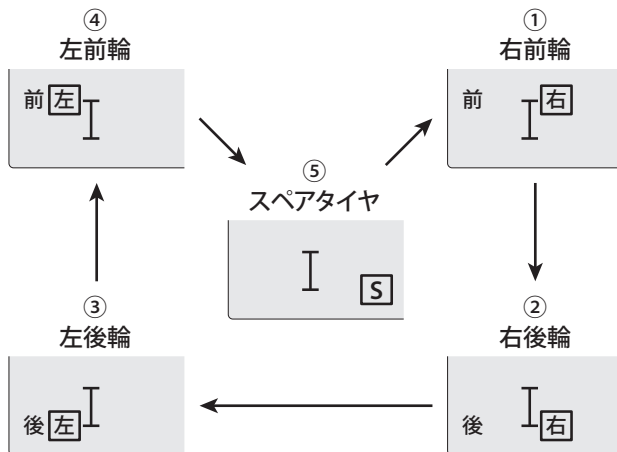 ④
左前輪
前 左
①
右前輪
前 右
⑤
スペアタイヤ
S
③
左後輪
後 左
②
右後輪
後 右